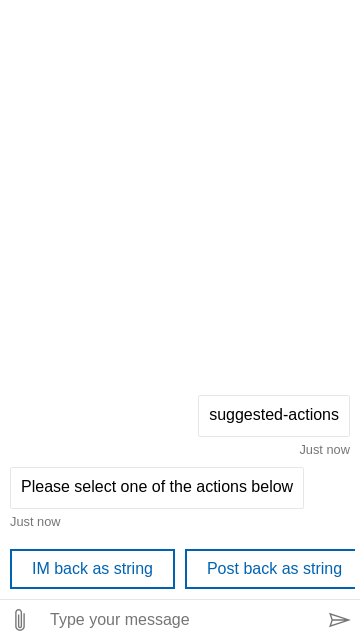 suggested-actions
Just now
Please select one of the actions below
Just now
IM back as string
Post back as string
Type your message